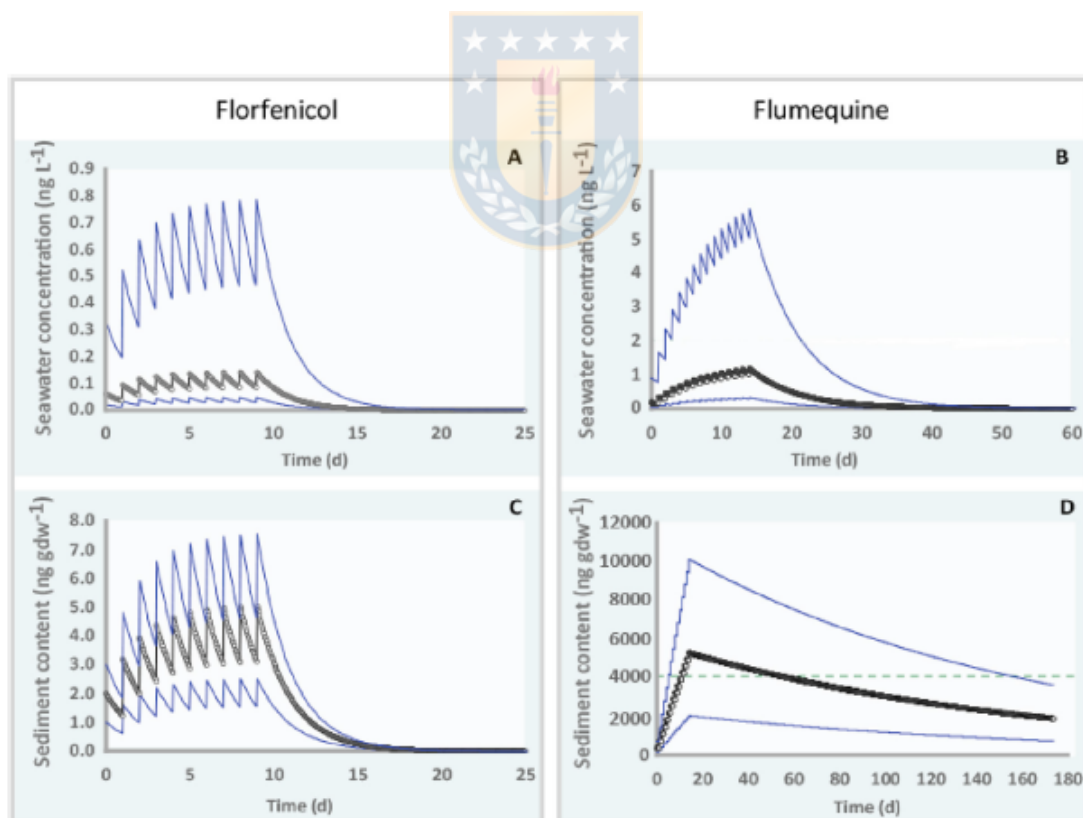 Florfenicol
Flumequine
A
Seawater concentration (ng L-1)
0.9
0.8
0.7
0.6
0.5
0.4
0.3
0.2
0.1
0.0
0 5 10 15 20 25
Time (d)
B
Seawater concentration (ng L-1)
7
6
5
4
3
2
1
0
0 10 20 30 40 50 60
Time (d)
C
Sediment content (ng gdw-1)
8.0
7.0
6.0
5.0
4.0
3.0
2.0
1.0
0.0
0 5 10 15 20 25
Time (d)
D
Sediment content (ng gdw-1)
12000
10000
8000
6000
4000
2000
0
0 20 40 60 80 100 120 140 160 180
Time (d)